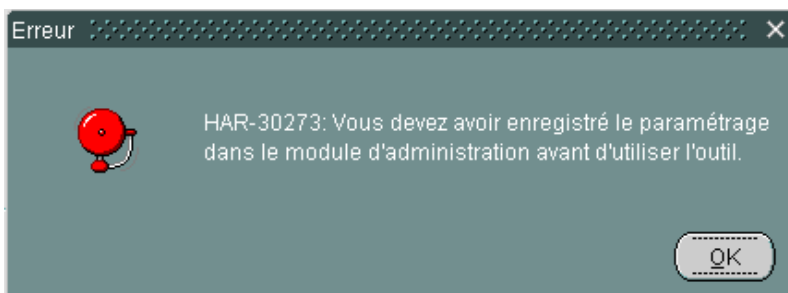 Erreur
HAR-30273: Vous devez avoir enregistré le paramétrage
dans le module d'administration avant d'utiliser l'outil.
OK